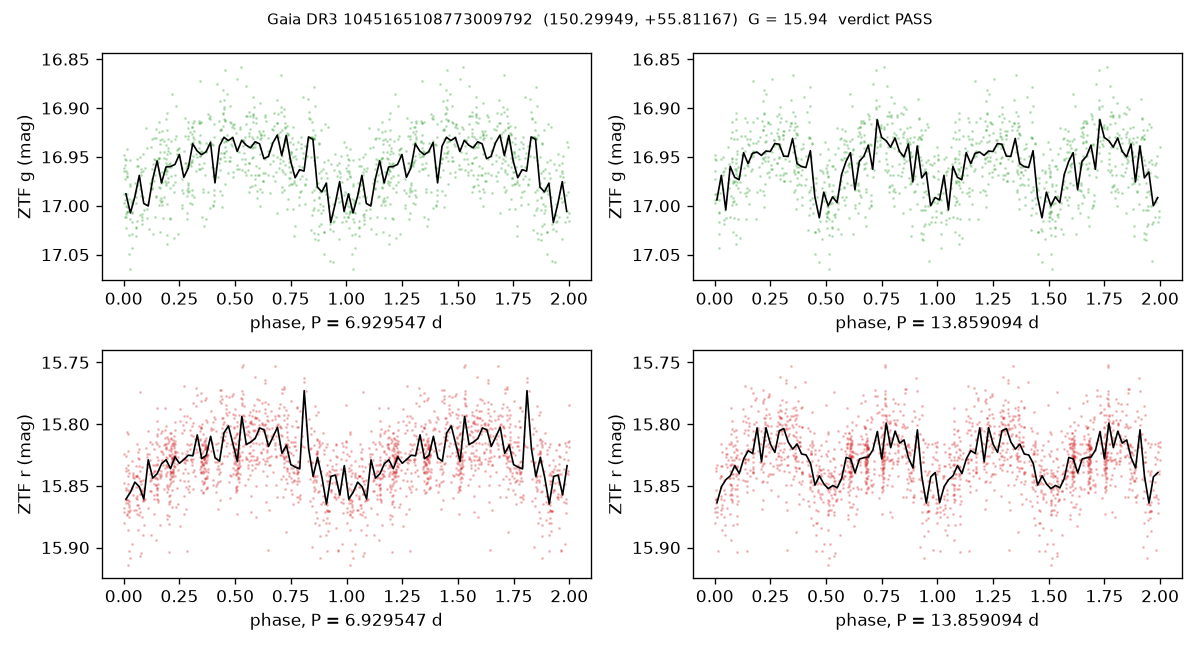 Gaia DR3 1045165108773009792  (150.29949, +55.81167)  G = 15.94  verdict PASS
16.85
16.90
16.95
17.00
17.05
ZTF g (mag)
0.00 0.25 0.50 0.75 1.00 1.25 1.50 1.75 2.00
phase, P = 6.929547 d
16.85
16.90
16.95
17.00
17.05
ZTF g (mag)
0.00 0.25 0.50 0.75 1.00 1.25 1.50 1.75 2.00
phase, P = 13.859094 d
15.75
15.80
15.85
15.90
ZTF r (mag)
0.00 0.25 0.50 0.75 1.00 1.25 1.50 1.75 2.00
phase, P = 6.929547 d
15.75
15.80
15.85
15.90
ZTF r (mag)
0.00 0.25 0.50 0.75 1.00 1.25 1.50 1.75 2.00
phase, P = 13.859094 d